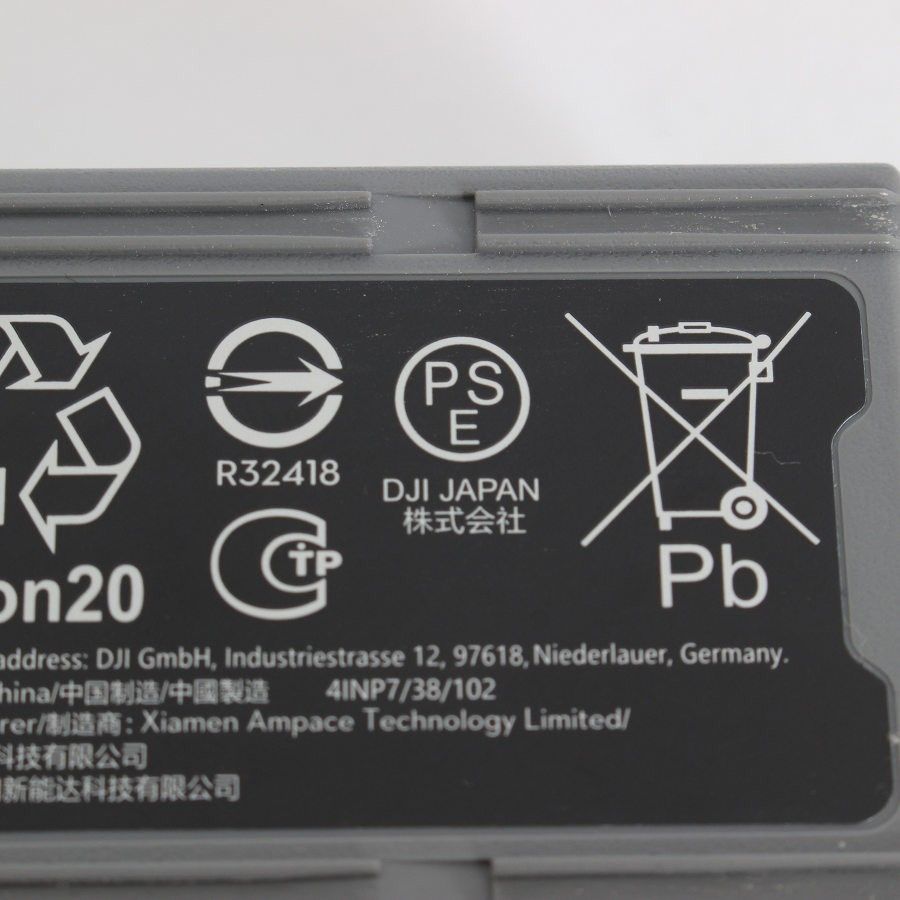 R32418
PSE
DJI JAPAN
株式会社
on20
Pb
address: DJI GmbH, Industriestrasse 12, 97618, Niederlauer, Germany.
hina/中国制造/中國製造 4INP7/38/102
rer/制造商: Xiamen Ampace Technology Limited/
科技有限公司
新能达科技有限公司